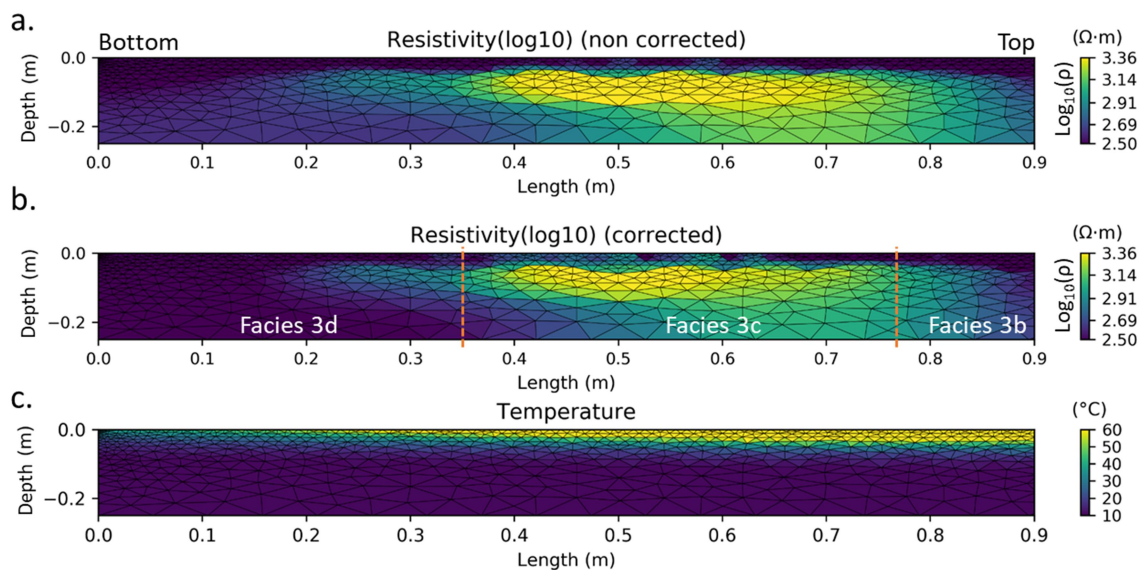 a.
Bottom
Resistivity(log10) (non corrected)
Top
(Ω·m)
Depth (m)
0.0
−0.2
0.0 0.1 0.2 0.3 0.4 0.5 0.6 0.7 0.8 0.9
Length (m)
Log10(ρ)
3.36
3.13
2.91
2.69
2.50
b.
Resistivity(log10) (corrected)
(Ω·m)
Depth (m)
0.0
−0.2
Facies 3d
Facies 3c
Facies 3b
0.0 0.1 0.2 0.3 0.4 0.5 0.6 0.7 0.8 0.9
Length (m)
Log10(ρ)
3.36
3.13
2.91
2.69
2.50
c.
Temperature
(°C)
Depth (m)
0.0
−0.2
0.0 0.1 0.2 0.3 0.4 0.5 0.6 0.7 0.8 0.9
Length (m)
60
50
40
30
20
10